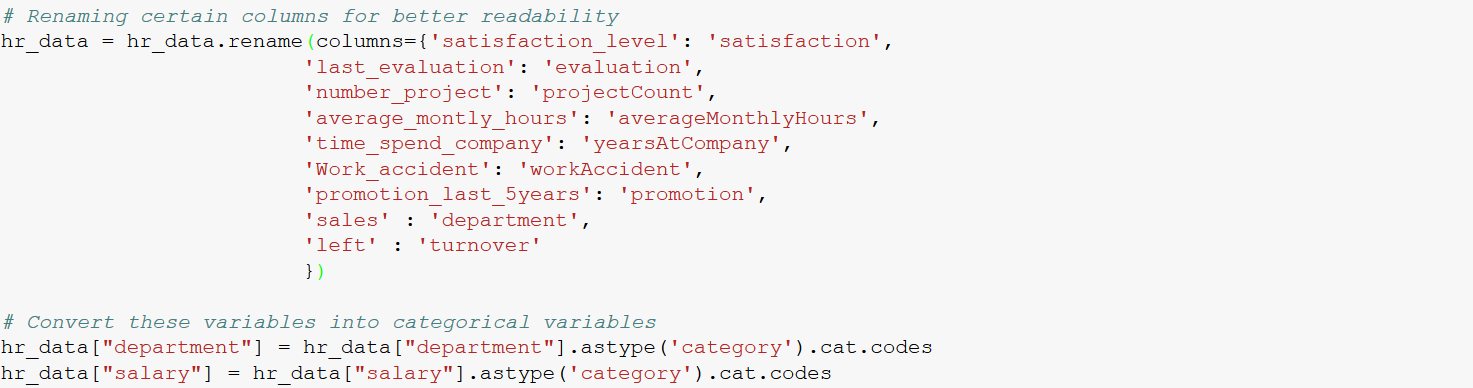 # Renaming certain columns for better readability
hr_data = hr_data.rename(columns={'satisfaction_level': 'satisfaction',
'last_evaluation': 'evaluation',
'number_project': 'projectCount',
'average_montly_hours': 'averageMonthlyHours',
'time_spend_company': 'yearsAtCompany',
'Work_accident': 'workAccident',
'promotion_last_5years': 'promotion',
'sales' : 'department',
'left' : 'turnover'
})
# Convert these variables into categorical variables
hr_data["department"] = hr_data["department"].astype('category').cat.codes
hr_data["salary"] = hr_data["salary"].astype('category').cat.codes